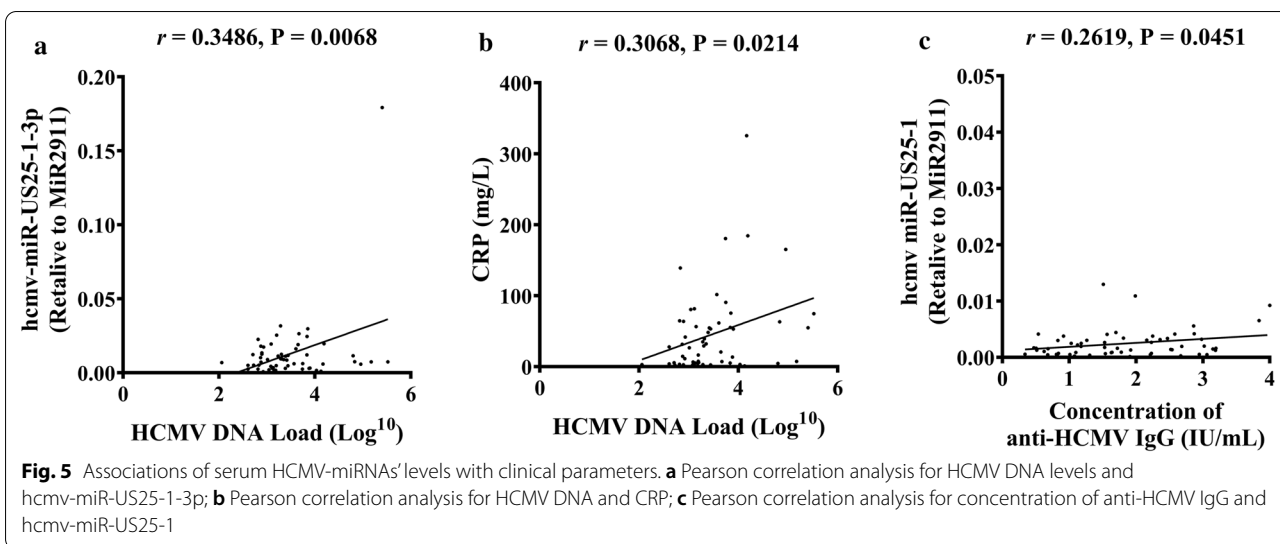 a
r = 0.3486, P = 0.0068
hcmv-miR-US25-1-3p
(Retalive to MiR2911)
0.20
0.15
0.10
0.05
0.00
0
2
4
6
HCMV DNA Load (Log10)
b
r = 0.3068, P = 0.0214
CRP (mg/L)
400
300
200
100
0
0
2
4
6
HCMV DNA Load (Log10)
c
r = 0.2619, P = 0.0451
hcmv miR-US25-1
(Retalive to MiR2911)
0.05
0.04
0.03
0.02
0.01
0.00
0
1
2
3
4
Concentration of
anti-HCMV IgG (IU/mL)
Fig. 5 Associations of serum HCMV-miRNAs’ levels with clinical parameters. a Pearson correlation analysis for HCMV DNA levels and
hcmv-miR-US25-1-3p; b Pearson correlation analysis for HCMV DNA and CRP; c Pearson correlation analysis for concentration of anti-HCMV IgG and
hcmv-miR-US25-1